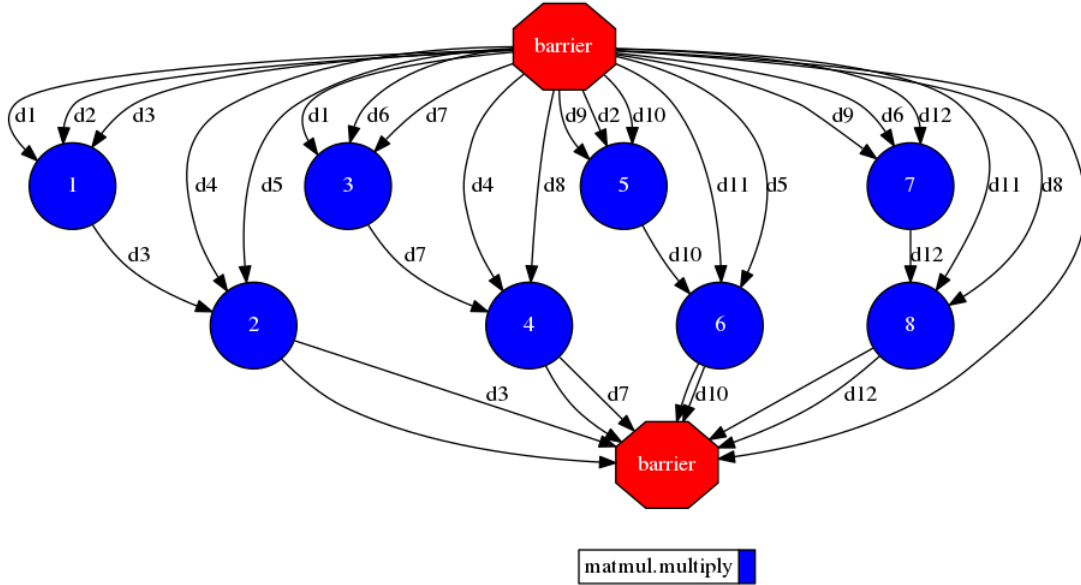 barrier
d1 d2 d3 d1 d6 d7 d9 d2 d10 d9 d6 d12
d4 d5 d4 d8 d11 d5 d11 d8
1 3 5 7
d3 d7 d10 d12
2 4 6 8
d3 d7 d10 d12
barrier
matmul.multiply